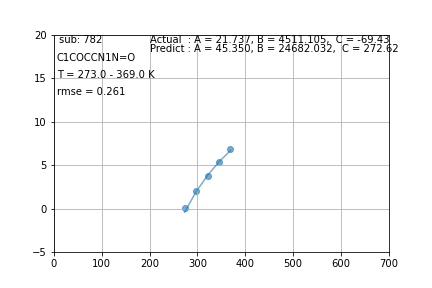 sub: 782
Actual : A = 21.737, B = 4511.105, C = -69.43
Predict : A = 45.350, B = 24682.032, C = 272.62
C1COCCN1N=O
T = 273.0 - 369.0 K
rmse = 0.261
20
15
10
5
0
−5
0 100 200 300 400 500 600 700